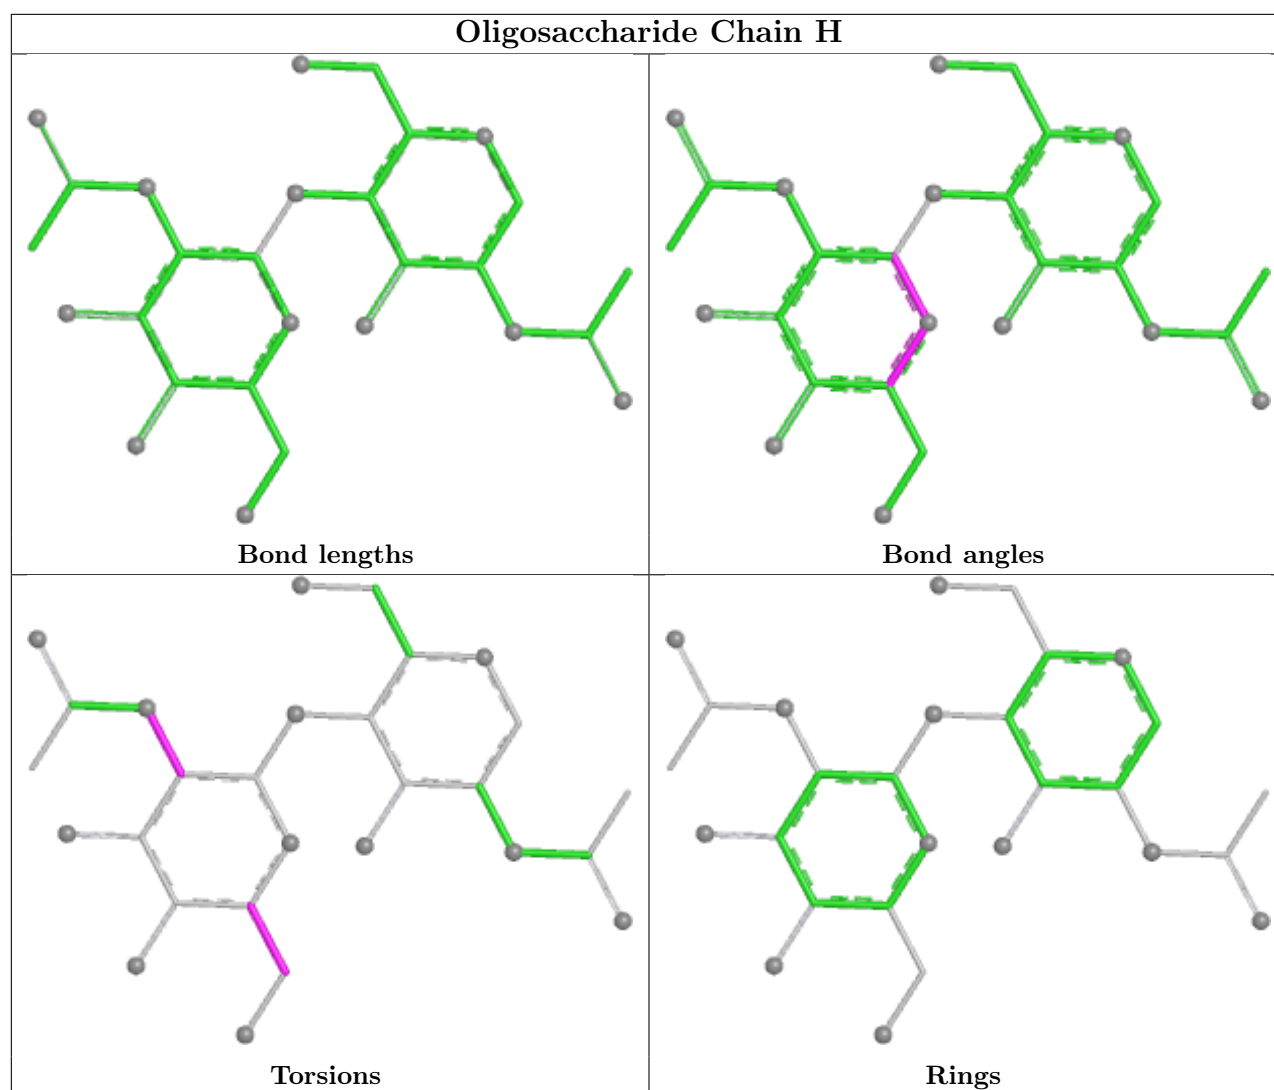 Oligosaccharide Chain H
Bond lengths
Bond angles
Torsions
Rings